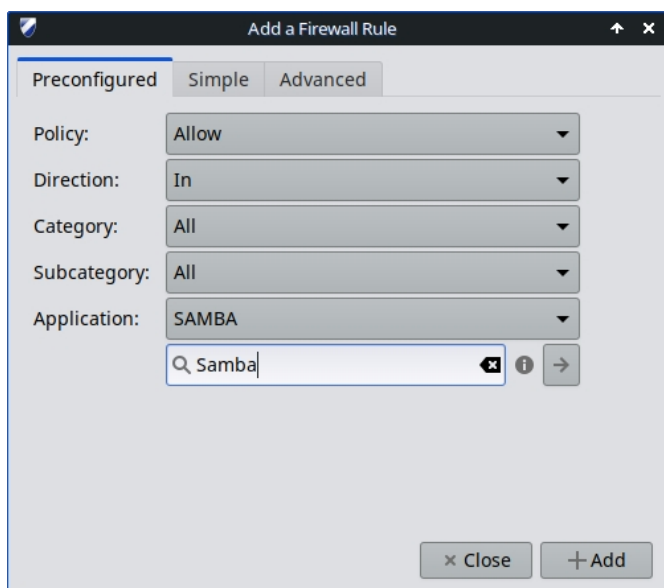 Add a Firewall Rule
Preconfigured Simple Advanced
Policy: Allow
Direction: In
Category: All
Subcategory: All
Application: SAMBA
Samba
Close Add